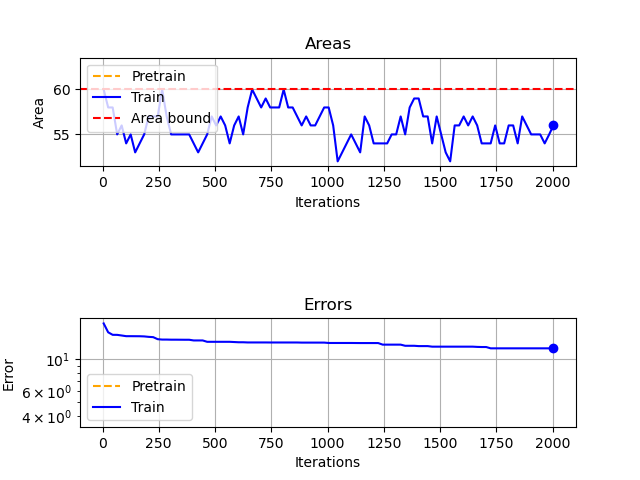 Areas
Pretrain
Train
Area bound
60
55
Area
0 250 500 750 1000 1250 1500 1750 2000
Iterations
Errors
10¹
6 × 10⁰
4 × 10⁰
Error
Pretrain
Train
0 250 500 750 1000 1250 1500 1750 2000
Iterations